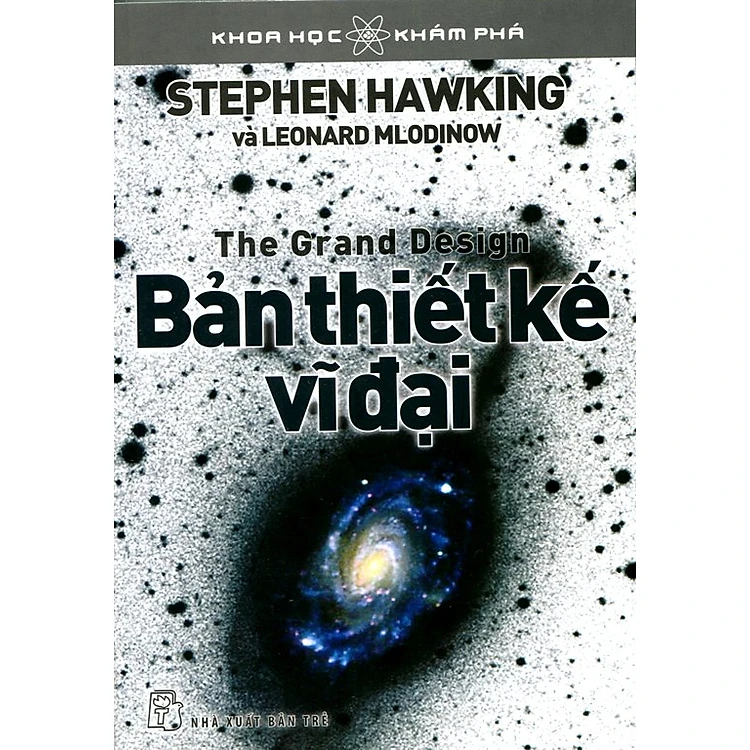 KHOA HỌC KHÁM PHÁ
STEPHEN HAWKING
và LEONARD MLODINOW
The Grand Design
Bản thiết kế
vĩ đại
NHÀ XUẤT BẢN TRẺ